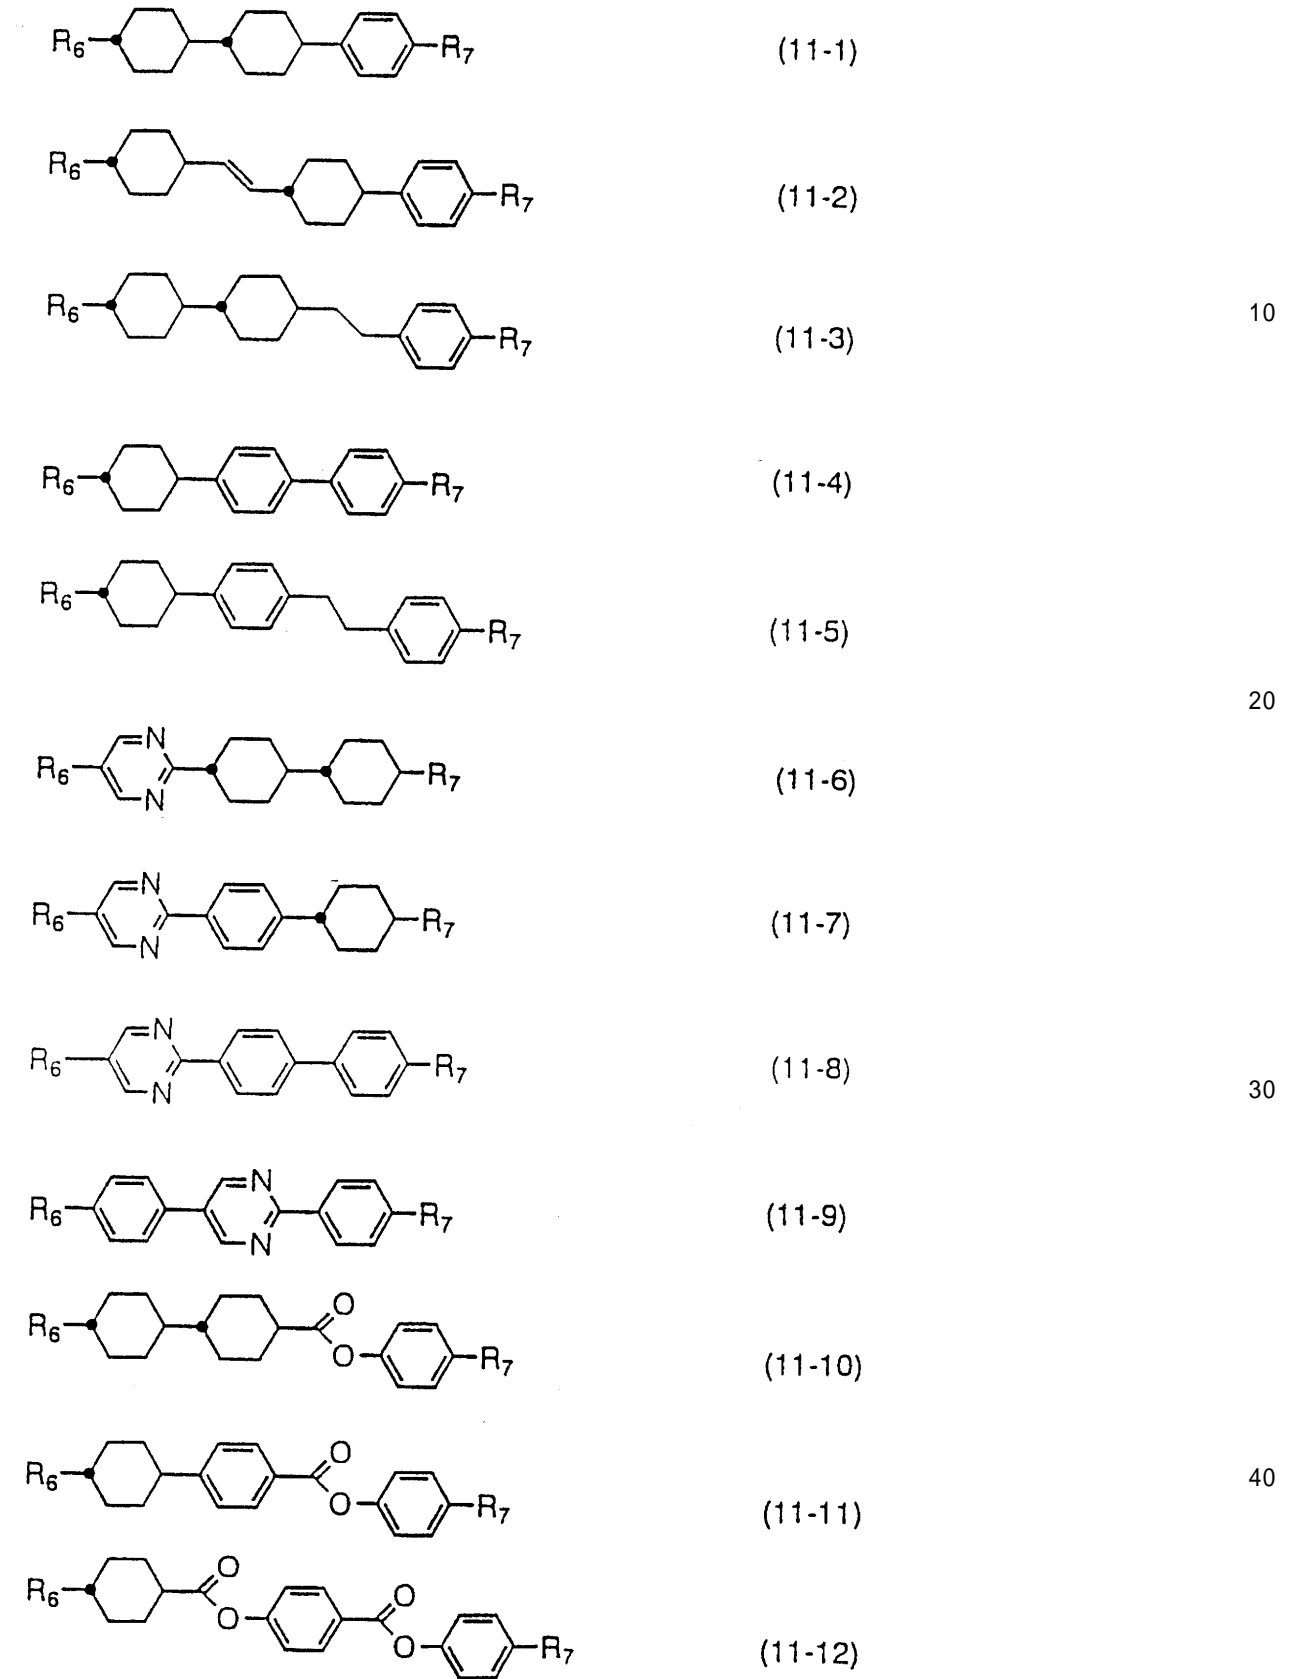 R6 R7 (11-1)
R6 R7 (11-2)
10
R6 R7 (11-3)
R6 R7 (11-4)
R6 R7 (11-5)
20
R6 N N R7 (11-6)
R6 N N R7 (11-7)
R6 N N R7 (11-8)
30
R6 N N R7 (11-9)
R6 O O R7 (11-10)
R6 O O R7 (11-11)
40
R6 O O O O R7 (11-12)